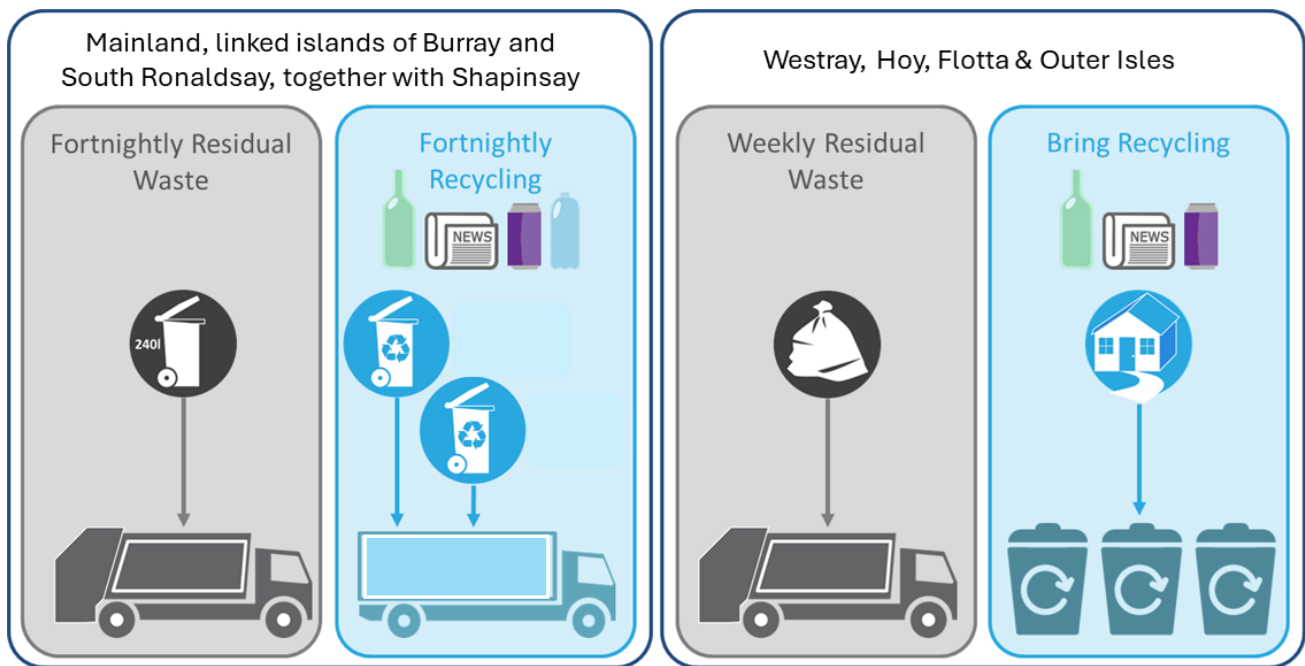 Mainland, linked islands of Burray and
South Ronaldsay, together with Shapinsay
Fortnightly Residual
Waste
240l
Fortnightly
Recycling
NEWS
Westray, Hoy, Flotta & Outer Isles
Weekly Residual
Waste
Bring Recycling
NEWS